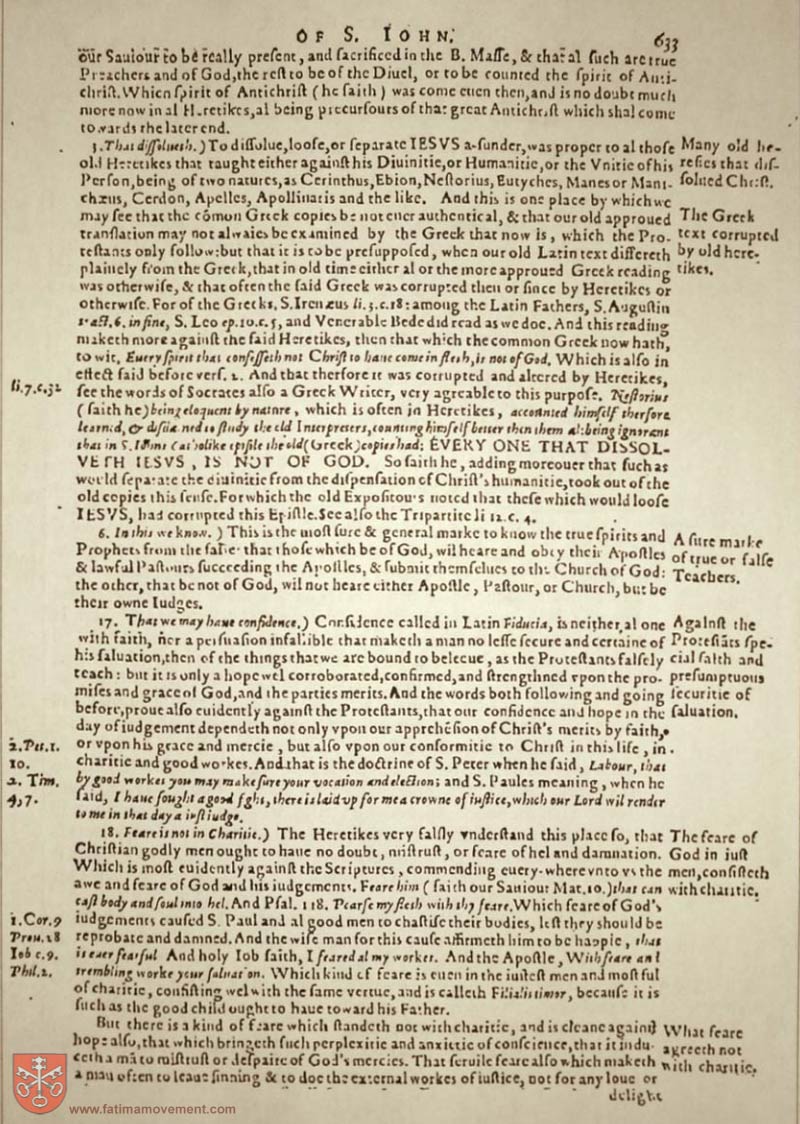 OF S. IOHN.
633
our Sauiour to be really present, and sacrificed in the B. Masse, & that al such are true
Preachers and of God, the rest to be of the Diuel, or to be counted the spirit of Anti-
christ. Which spirit of Antichrist (he saith) was come euen then, and is no doubt much
more now in al Heretikes, al being precursours of that great Antichrist which shal come
towards the later end.
3. That dissolueth.) To dissolue, loose, or separate IESVS a-sunder, was proper to al those
old Heretikes that taught either against his Diuinitie, or Humanitie, or the Vnitie of his
Person, being of two natures, as Cerinthus, Ebion, Nestorius, Eutyches, Manes or Mani-
chæus, Cerdon, Apelles, Apollinaris and the like. And this is one place by which we
may see that the cõmon Greek copies be not euer authentical, & that our old approued
translation may not alwaies be examined by the Greek that now is, which the Pro-
testants only follow: but that it is to be presupposed, when our old Latin text differeth
plainely from the Greek, that in old time either al or the more approued Greek reading
was otherwise, & that often the said Greek was corrupted then or since by Heretikes or
otherwise. For of the Greeks, S. Irenæus li. 3. c. 18: among the Latin Fathers, S. Augustin
tract. 6. in fine, S. Leo ep. 10. c. 5, and Venerable Bede did read as we doe. And this reading
maketh more against the said Heretikes, then that which the common Greek now hath,
to wit, Euery spirit that confesseth not Christ to haue come in flesh, is not of God. Which is also in
effect said before vers. 2. And that therfore it was corrupted and altered by Heretikes,
see the words of Socrates also a Greek Writer, very agreable to this purpose. Nestorius
(saith he) being eloquent by nature, which is often in Heretikes, accounted himself therfore
learned, & disdained to study the old Interpreters, counting himself better then them al: being ignorant
that in S. Iohns Catholike epistle the old (Greek) copies had: EVERY ONE THAT DISSOL-
VETH IESVS, IS NOT OF GOD. So saith he, adding moreouer that such as
would separate the diuinitie from the dispensation of Christ's humanitie, took out of the
old copies this sense. For which the old Expositours noted that these which would loose
IESVS, had corrupted this Epistle. See also the Tripartite li 12. c. 4.
6. In this we know.) This is the most sure & general marke to know the true spirits and
Prophets from the false: that those which be of God, wil heare and obey their Apostles
& lawful Pastours succeeding the Apostles, & submit themselues to the Church of God:
the other, that be not of God, wil not heare either Apostle, Pastour, or Church, but be
their owne Iudges.
17. That we may haue confidence.) Confidence called in Latin Fiducia, is neither al one
with faith, nor a persuasion infallible that maketh a man no lesse secure and certaine of
his saluation, then of the things that we are bound to beleeue, as the Protestants falsely
teach: but it is only a hope wel corroborated, confirmed, and strengthned vpon the pro-
mises and grace of God, and the parties merits. And the words both following and going
before, proue also euidently against the Protestants, that our confidence and hope in the
day of iudgement dependeth not only vpon our apprehẽsion of Christ's merits by faith,
or vpon his grace and mercie, but also vpon our conformitie to Christ in this life, in
charitie and good workes. And that is the doctrine of S. Peter when he said, Labour, that
by good workes you may make sure your vocation and election; and S. Paules meaning, when he
said, I haue fought a good fight, there is laid up for me a crowne of iustice, which our Lord wil render
to me in that day a iust iudge.
18. Feare is not in Charitie.) The Heretikes very falsly vnderstand this place so, that
Christian godly men ought to haue no doubt, mistrust, or feare of hel and damnation.
Which is most euidently against the Scriptures, commending euery-where vnto vs the
awe and feare of God and his iudgements. Feare him (saith our Sauiour Mat. 10.) that can
cast body and soul into hel. And Psal. 118. Pearse my flesh with thy feare. Which feare of God's
iudgements caused S. Paul and al good men to chastise their bodies, lest they should be
reprobate and damned. And the wise man for this cause affirmeth him to be happie, that
is euer fearful And holy Iob saith, I feared al my workes. And the Apostle, With feare and
trembling worke your saluation. Which kind of feare is euen in the iustest men and most ful
of charitie, consisting wel with the same vertue, and is calleth Filialis timor, because it is
such as the good child ought to haue toward his Father.
But there is a kind of feare which standeth not with charitie, and is cleane against
hope also, that which bringeth such perplexitie and anxietie of conscience, that it indu-
ceth a mã to mistrust or despaire of God's mercies. That seruile feare also which maketh
a man often to leaue sinning & to doe the external workes of iustice, not for any loue or
delight
Many old he-
resies that dis-
solued Christ.
The Greek
text corrupted
by old here-
tikes.
li. 7. c. 32
A sure marke
of true or false
Teachers.
Against the
Protestãts spe-
cial faith and
presumptuous
securitie of
saluation.
2. Pet. 1.
10.
2. Tim.
4, 7.
The feare of
God in iust
men, consisteth
with charitie.
1. Cor. 9
Prou. 28
Iob c. 9.
Phil. 2.
What feare
agreeth not
with charitie.
www.fatimamovement.com